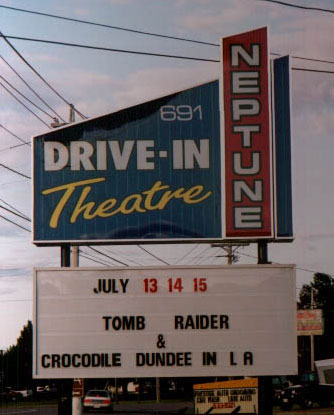 691
DRIVE-IN
Theatre
NEPTUNE
JULY 13 14 15
TOMB RAIDER
&
CROCODILE DUNDEE IN L A